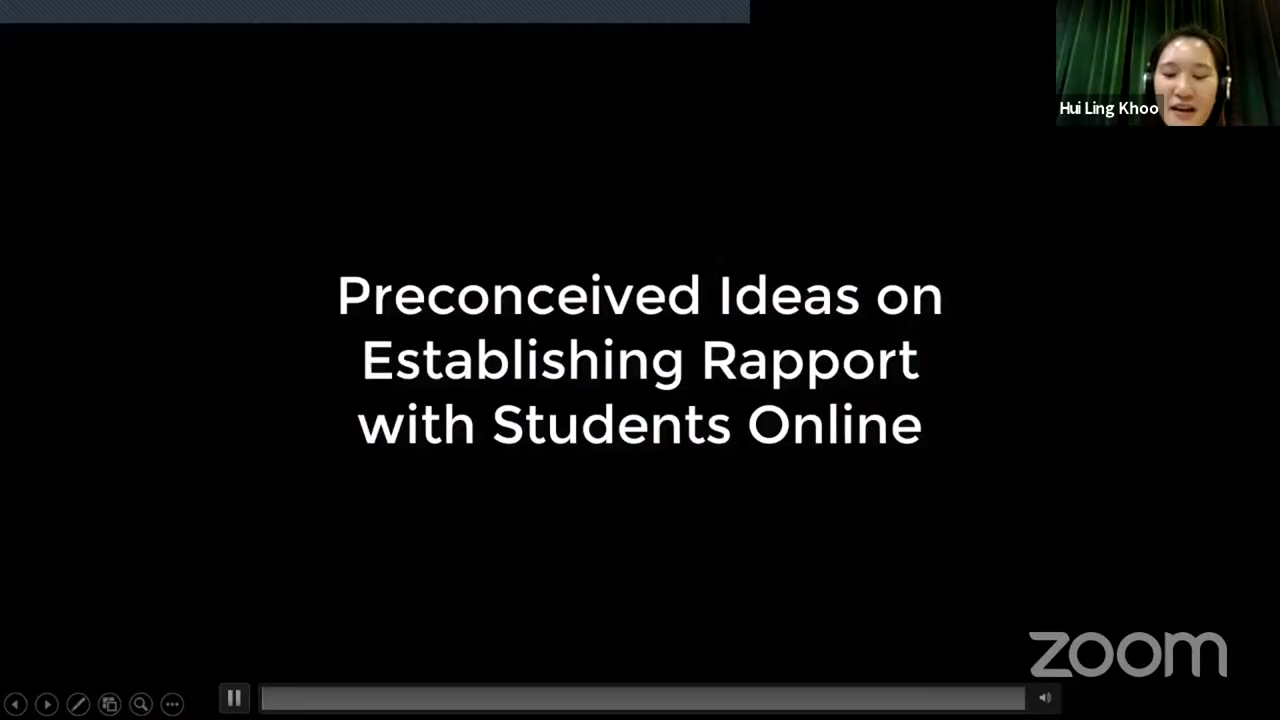 Hui Ling Khoo
Preconceived Ideas on
Establishing Rapport
with Students Online
zoom